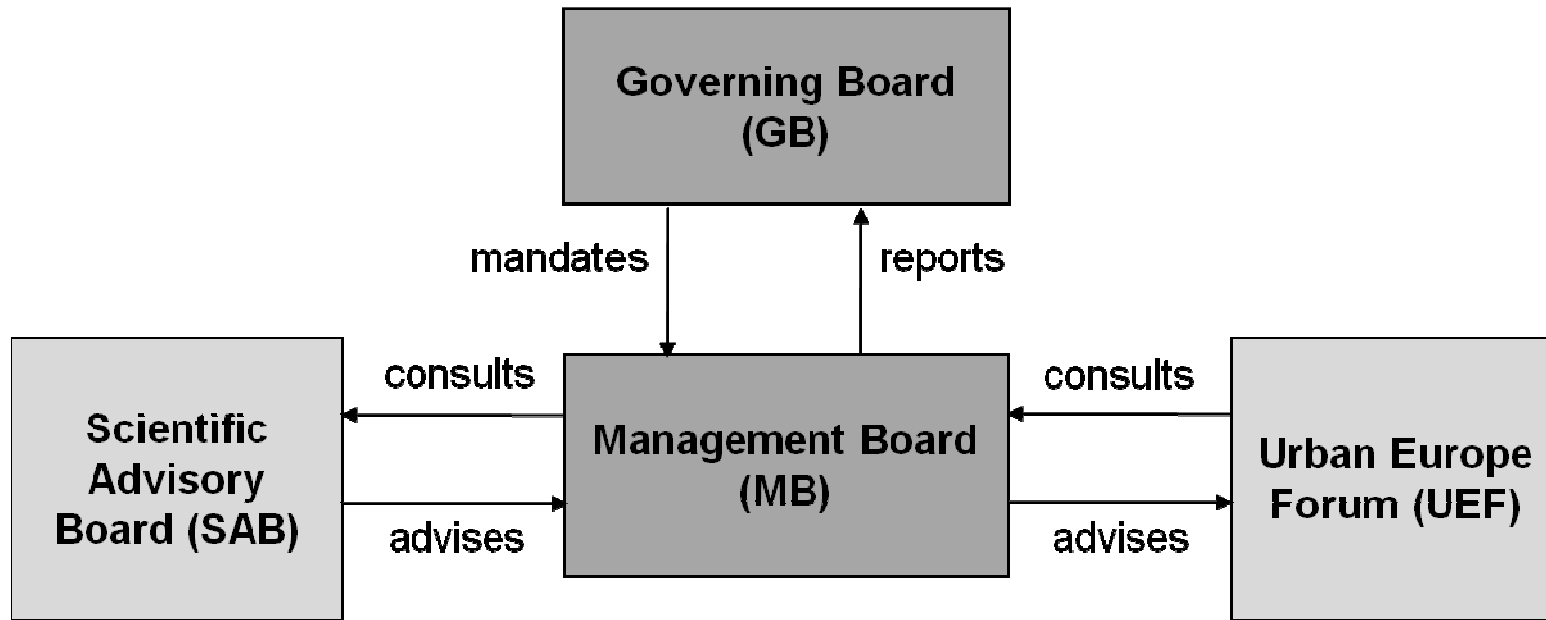 Governing Board
(GB)
mandates
reports
consults
consults
Scientific
Advisory
Board (SAB)
Management Board
(MB)
Urban Europe
Forum (UEF)
advises
advises